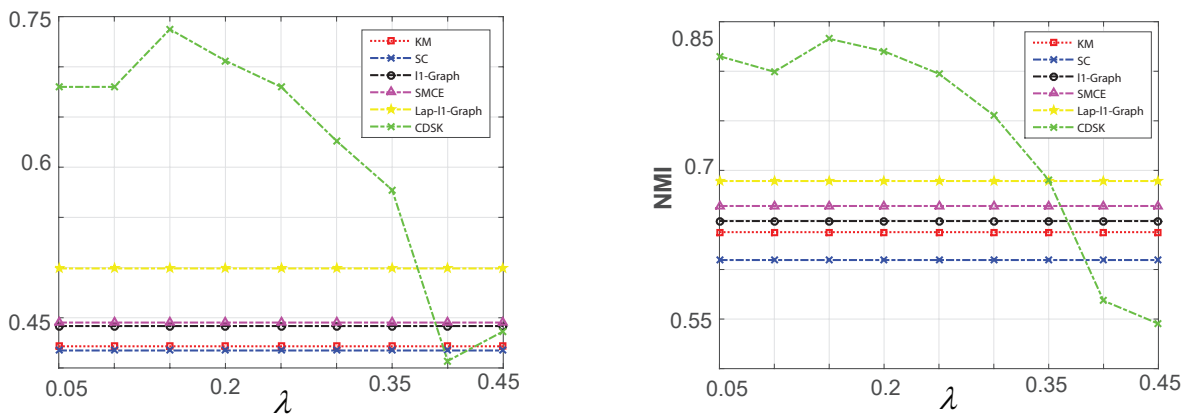 0.75
0.6
0.45
KM
SC
l1-Graph
SMCE
Lap-l1-Graph
CDSK
0.05 0.2 0.35 0.45
λ
NMI
0.85
0.7
0.55
KM
SC
l1-Graph
SMCE
Lap-l1-Graph
CDSK
0.05 0.2 0.35 0.45
λ